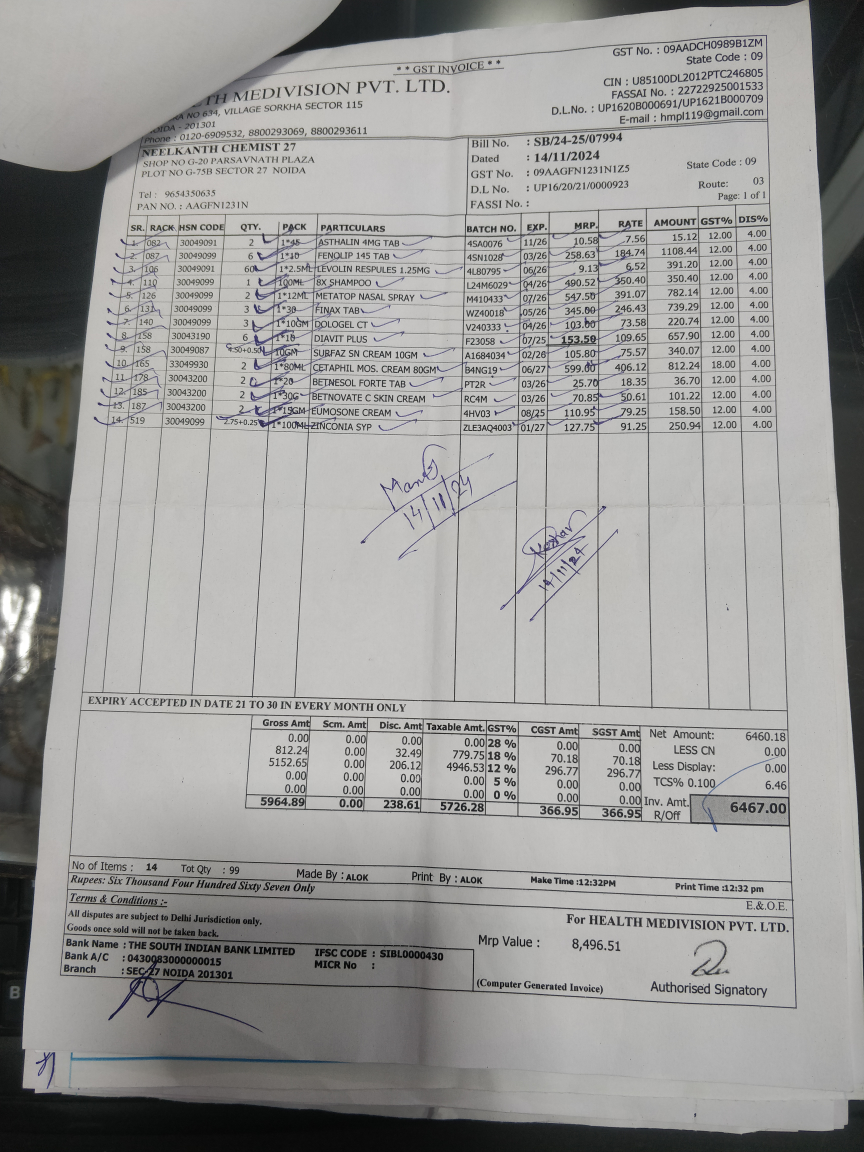 * * GST INVOICE * *
GST No. : 09AADCH0989B1ZM
State Code : 09
CIN : U85100DL2012PTC246805
FASSAI No. : 22722925001533
D.L.No. : UP1620B000691/UP1621B000709
E-mail : hmpl119@gmail.com
LTH MEDIVISION PVT. LTD.
NO 634, VILLAGE SORKHA SECTOR 115
NOIDA - 201301
Phone : 0120-6909532, 8800293069, 8800293611
NEELKANTH CHEMIST 27
SHOP NO G-20 PARSAVNATH PLAZA
PLOT NO G-75B SECTOR 27 NOIDA
Tel : 9654350635
PAN NO. : AAGFN1231N
Bill No. : SB/24-25/07994
Dated : 14/11/2024
GST No. : 09AAGFN1231N1Z5 State Code : 09
D.L No. : UP16/20/21/0000923 Route: 03
FASSI No. : Page: 1 of 1
SR. RACK HSN CODE QTY. PACK PARTICULARS BATCH NO. EXP. MRP. RATE AMOUNT GST% DIS%
1. 082 30049091 2 1*45 ASTHALIN 4MG TAB 4SA0076 11/26 10.58 7.56 15.12 12.00 4.00
2. 087 30049099 6 1*10 FENOLIP 145 TAB 4SN1028 03/26 258.63 184.74 1108.44 12.00 4.00
3. 106 30049091 60 1*2.5ML LEVOLIN RESPULES 1.25MG 4L80795 06/26 9.13 6.52 391.20 12.00 4.00
4. 110 30049099 1 100ML 8X SHAMPOO L24M6029 04/26 490.52 350.40 350.40 12.00 4.00
5. 126 30049099 2 1*12ML METATOP NASAL SPRAY M410433 07/26 547.50 391.07 782.14 12.00 4.00
6. 131 30049099 3 1*30 FINAX TAB WZ40018 05/26 345.00 246.43 739.29 12.00 4.00
7. 140 30049099 3 1*10GM DOLOGEL CT V240333 04/26 103.00 73.58 220.74 12.00 4.00
8. 158 30043190 6 1*10 DIAVIT PLUS F23058 07/25 153.50 109.65 657.90 12.00 4.00
9. 158 30049087 4.50+0.50 10GM SURFAZ SN CREAM 10GM A1684034 02/26 105.80 75.57 340.07 12.00 4.00
10. 165 33049930 2 1*80ML CETAPHIL MOS. CREAM 80GM B4NG19 06/27 599.00 406.12 812.24 18.00 4.00
11. 178 30043200 2 1*20 BETNESOL FORTE TAB PT2R 03/26 25.70 18.35 36.70 12.00 4.00
12. 185 30043200 2 1*30G BETNOVATE C SKIN CREAM RC4M 03/26 70.85 50.61 101.22 12.00 4.00
13. 187 30043200 2 1*15GM EUMOSONE CREAM 4HV03 08/25 110.95 79.25 158.50 12.00 4.00
14. 519 30049099 2.75+0.25 1*100ML ZINCONIA SYP ZLE3AQ4003 01/27 127.75 91.25 250.94 12.00 4.00
14/11/24
Keshav
14/11/24
EXPIRY ACCEPTED IN DATE 21 TO 30 IN EVERY MONTH ONLY
Gross Amt Scm. Amt Disc. Amt Taxable Amt. GST% CGST Amt SGST Amt
0.00 0.00 0.00 0.00 28 % 0.00 0.00
812.24 0.00 32.49 779.75 18 % 70.18 70.18
5152.65 0.00 206.12 4946.53 12 % 296.77 296.77
0.00 0.00 0.00 0.00 5 % 0.00 0.00
0.00 0.00 0.00 0.00 0 % 0.00 0.00
5964.89 0.00 238.61 5726.28 366.95 366.95
Net Amount: 6460.18
LESS CN 0.00
Less Display: 0.00
TCS% 0.100 6.46
Inv. Amt. 6467.00
R/Off
No of Items : 14 Tot Qty : 99 Made By : ALOK Print By : ALOK Make Time :12:32PM Print Time :12:32 pm
Rupees: Six Thousand Four Hundred Sixty Seven Only
E.&O.E.
Terms & Conditions :-
All disputes are subject to Delhi Jurisdiction only.
Goods once sold will not be taken back.
Bank Name : THE SOUTH INDIAN BANK LIMITED IFSC CODE : SIBL0000430
Bank A/C : 0430083000000015 MICR No :
Branch : SEC-27 NOIDA 201301
For HEALTH MEDIVISION PVT. LTD.
Mrp Value : 8,496.51
(Computer Generated Invoice)
Authorised Signatory
B